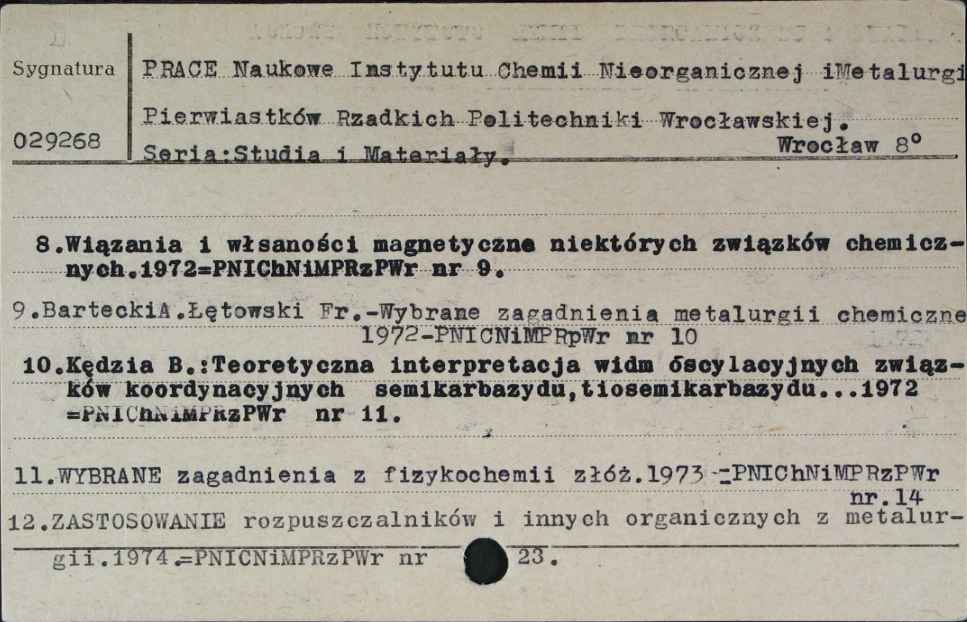 Sygnatura PRACE Naukowe Instytutu Chemii Nieorganicznej iMetalurgi
Pierwiastków Rzadkich Politechniki Wrocławskiej.
029268 Seria:Studia i Materiały. Wrocław 8°
8.Wiązania i włsaności magnetyczne niektórych związków chemicz-
nych.1972=PNIChNiMPRzPWr nr 9.
9.BarteckiA.Łętowski Fr.-Wybrane zagadnienia metalurgii chemiczne
1972-PNICNiMPRpWr nr 10
10.Kędzia B.:Teoretyczna interpretacja widm óscylacyjnych związ-
ków koordynacyjnych semikarbazydu,tiosemikarbazydu...1972
=PNIChNiMPRzPWr nr 11.
11.WYBRANE zagadnienia z fizykochemii złóż.1973 -=PNIChNiMPRzPWr
nr.14
12.ZASTOSOWANIE rozpuszczalników i innych organicznych z metalur-
gii.1974.=PNICNiMPRzPWr nr 23.